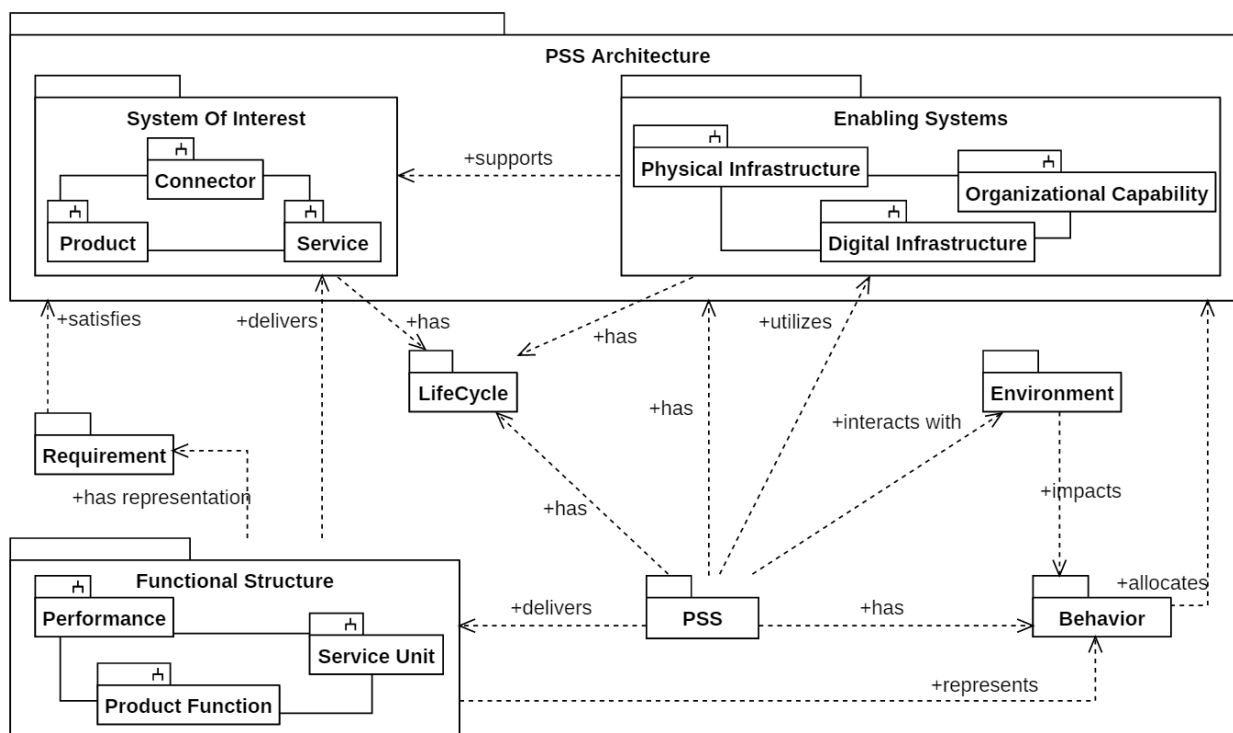 PSS Architecture
System Of Interest
Enabling Systems
Connector
Product
Service
+supports
Physical Infrastructure
Organizational Capability
Digital Infrastructure
+satisfies
+delivers
+has
+has
+utilizes
LifeCycle
Environment
+has
+interacts with
Requirement
+has representation
+has
+impacts
Functional Structure
Performance
Service Unit
Product Function
+delivers
PSS
+has
Behavior
+allocates
+represents